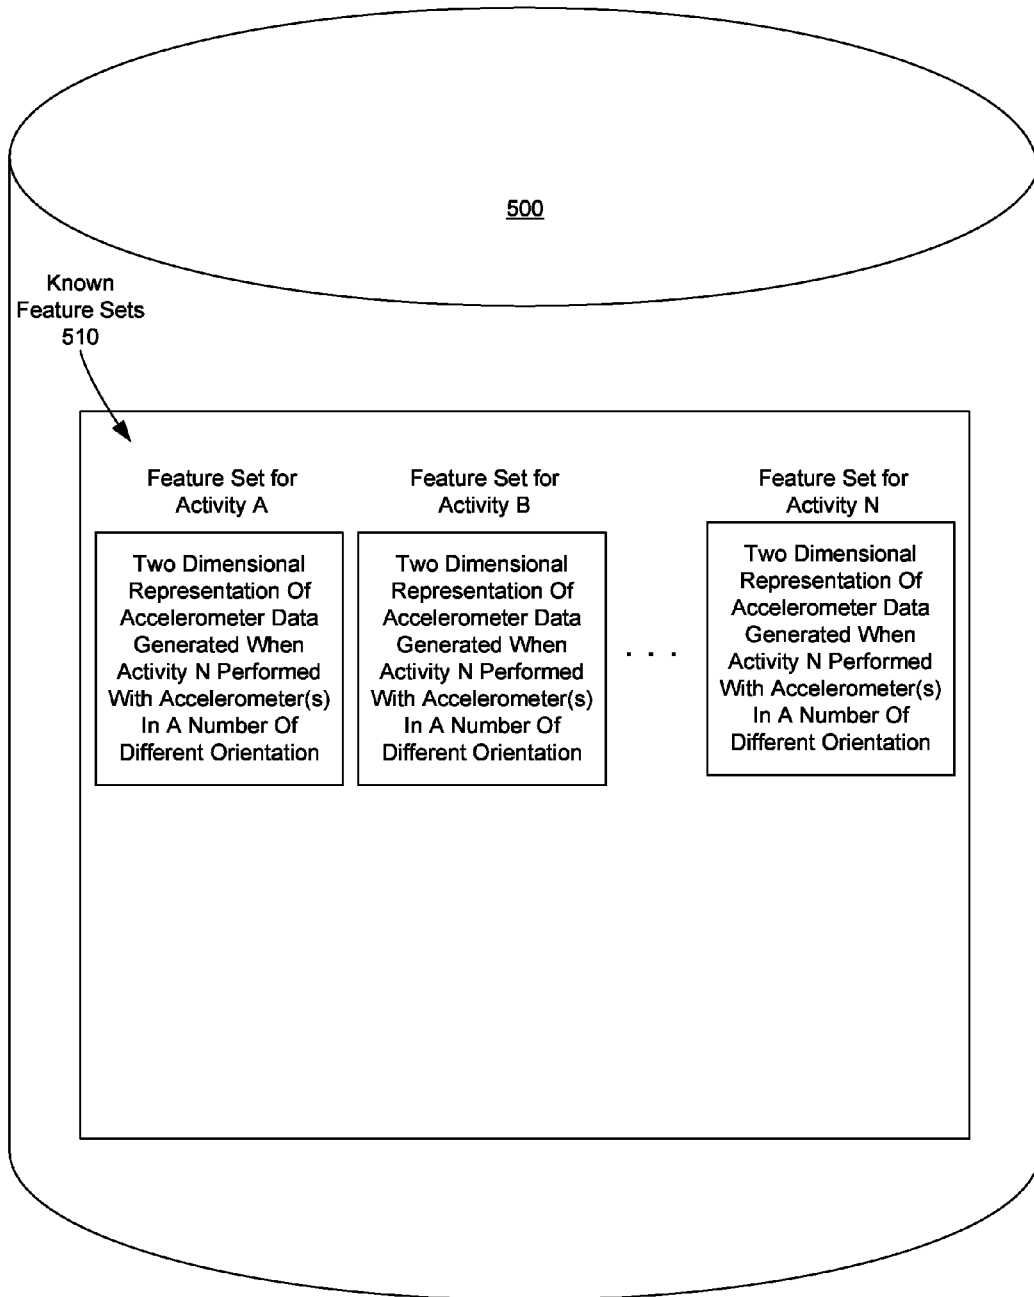 500
Known
Feature Sets
510
Feature Set for
Activity A
Two Dimensional
Representation Of
Accelerometer Data
Generated When
Activity N Performed
With Accelerometer(s)
In A Number Of
Different Orientation
Feature Set for
Activity B
Two Dimensional
Representation Of
Accelerometer Data
Generated When
Activity N Performed
With Accelerometer(s)
In A Number Of
Different Orientation
. . .
Feature Set for
Activity N
Two Dimensional
Representation Of
Accelerometer Data
Generated When
Activity N Performed
With Accelerometer(s)
In A Number Of
Different Orientation